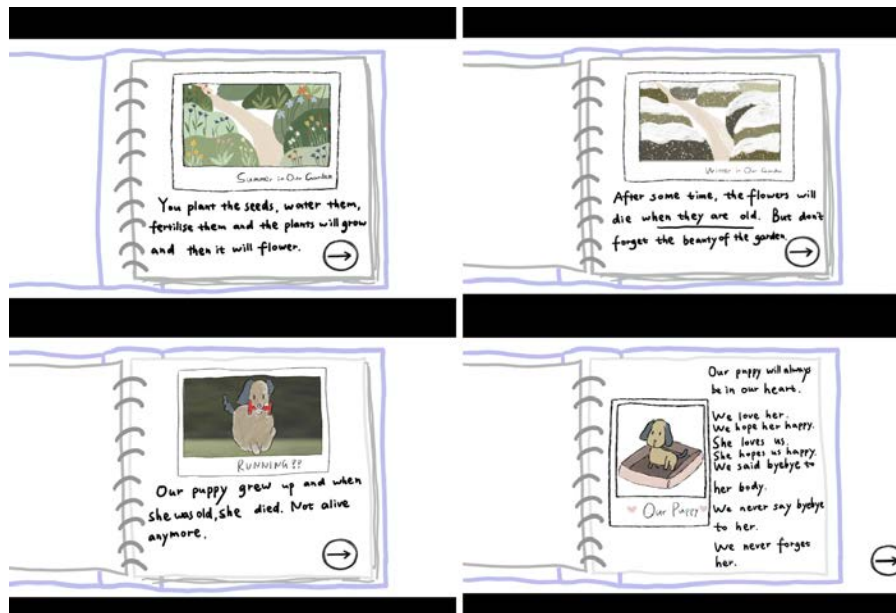 Summer in Our Garden
You plant the seeds, water them,
fertilise them and the plants will grow
and then it will flower.
Winter in Our Garden
After some time, the flowers will
die when they are old. But don't
forget the beauty of the garden.
RUNNING!!
Our puppy grew up and when
she was old, she died. Not alive
anymore.
Our puppy will always
be in our heart.
We love her.
We hope her happy.
She loves us.
She hopes us happy.
We said byebye to
her body.
We never say byebye
to her.
We never forget
her.
Our Puppy